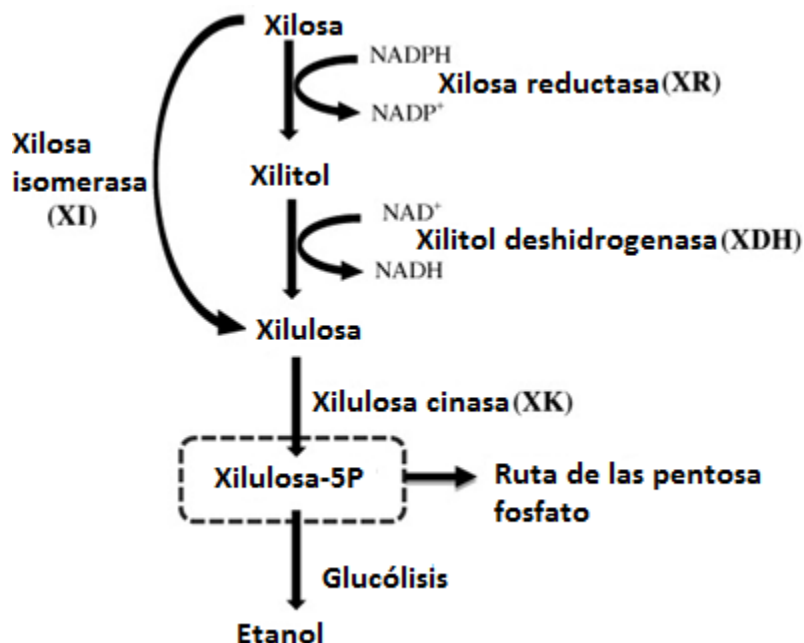 Xilosa
NADPH
Xilosa reductasa (XR)
NADP⁺
Xilosa
isomerasa
(XI)
Xilitol
NAD⁺
Xilitol deshidrogenasa (XDH)
NADH
Xilulosa
Xilulosa cinasa (XK)
Xilulosa-5P
Ruta de las pentosa
fosfato
Glucólisis
Etanol